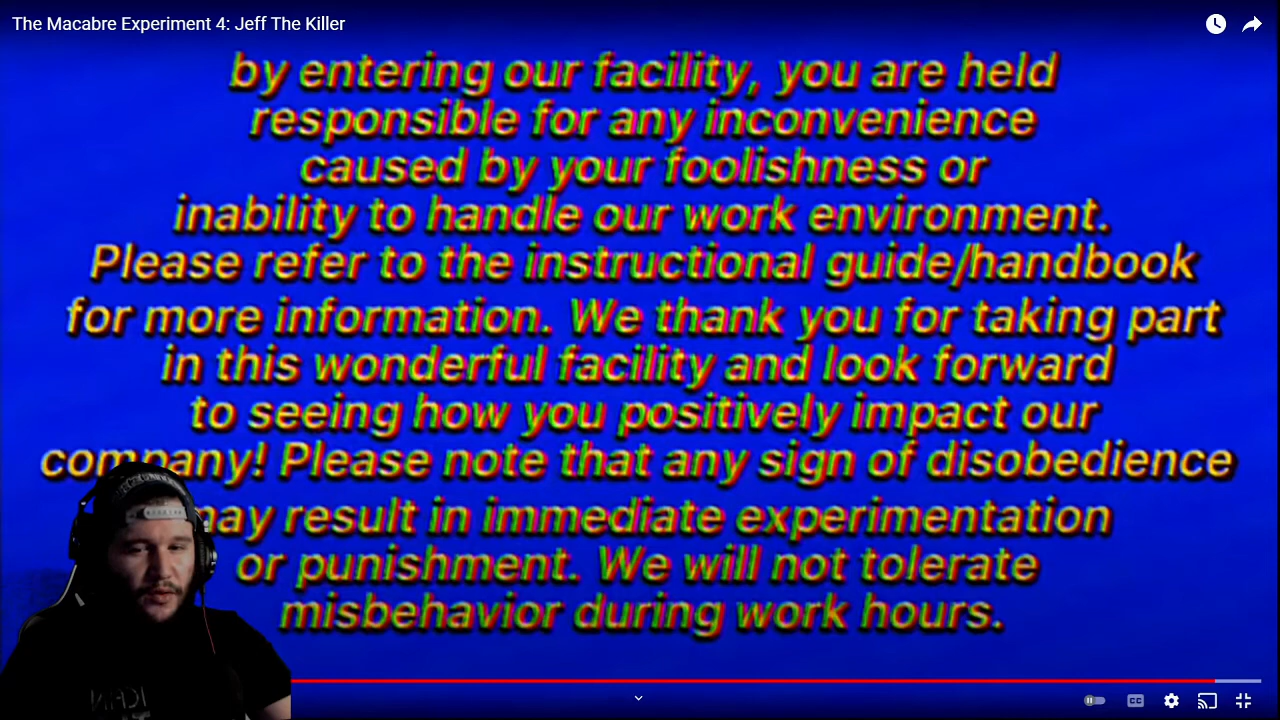 The Macabre Experiment 4: Jeff The Killer
by entering our facility, you are held
responsible for any inconvenience
caused by your foolishness or
inability to handle our work environment.
Please refer to the instructional guide/handbook
for more information. We thank you for taking part
in this wonderful facility and look forward
to seeing how you positively impact our
company! Please note that any sign of disobedience
may result in immediate experimentation
or punishment. We will not tolerate
misbehavior during work hours.
CC